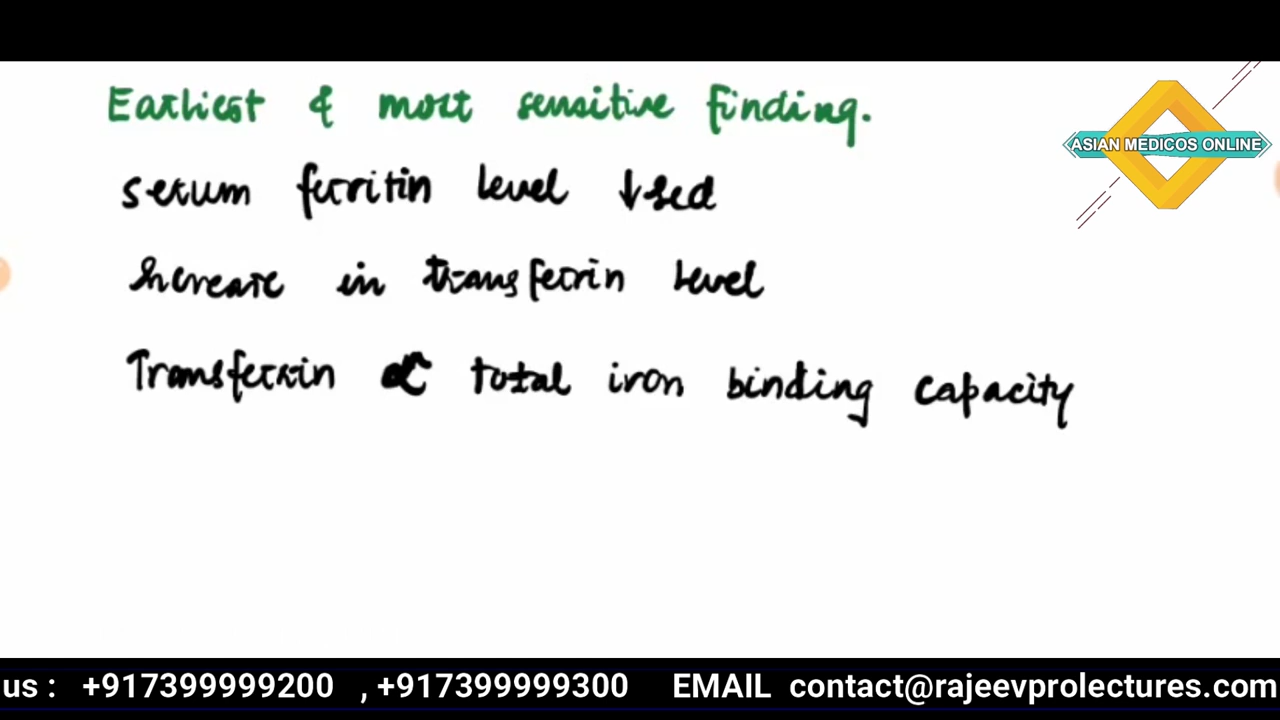 Earliest & most sensitive finding.
ASIAN MEDICOS ONLINE
serum ferritin level ↓sed
Increase in transferrin level
Transferrin ∝ total iron binding capacity
us : +917399999200 , +917399999300 EMAIL contact@rajeevprolectures.com